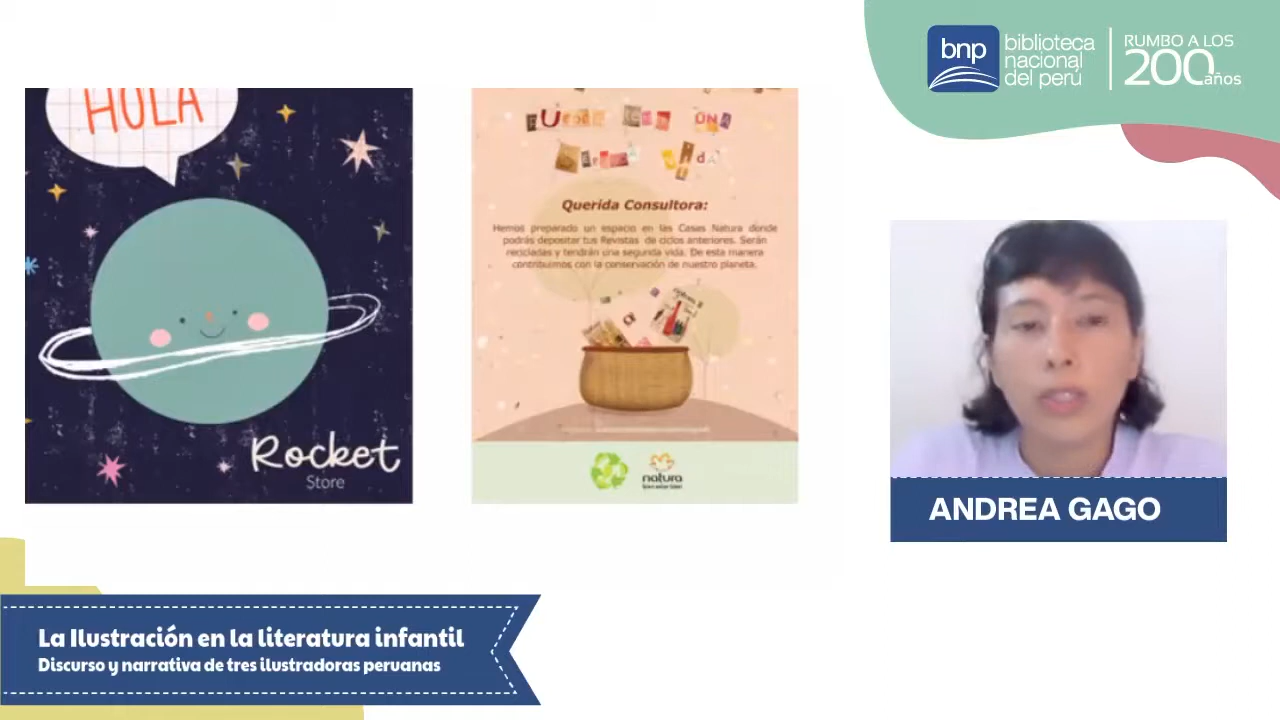 HOLA
Rocket
Store
Querida Consultora:
Hemos preparado un espacio en las Casas Natura donde
podrás depositar tus Revistas de ciclos anteriores. Serán
recicladas y tendrán una segunda vida. De esta manera
contribuimos con la conservación de nuestro planeta.
natura
bnp
biblioteca
nacional
del perú
RUMBO A LOS
200 años
ANDREA GAGO
La Ilustración en la literatura infantil
Discurso y narrativa de tres ilustradoras peruanas